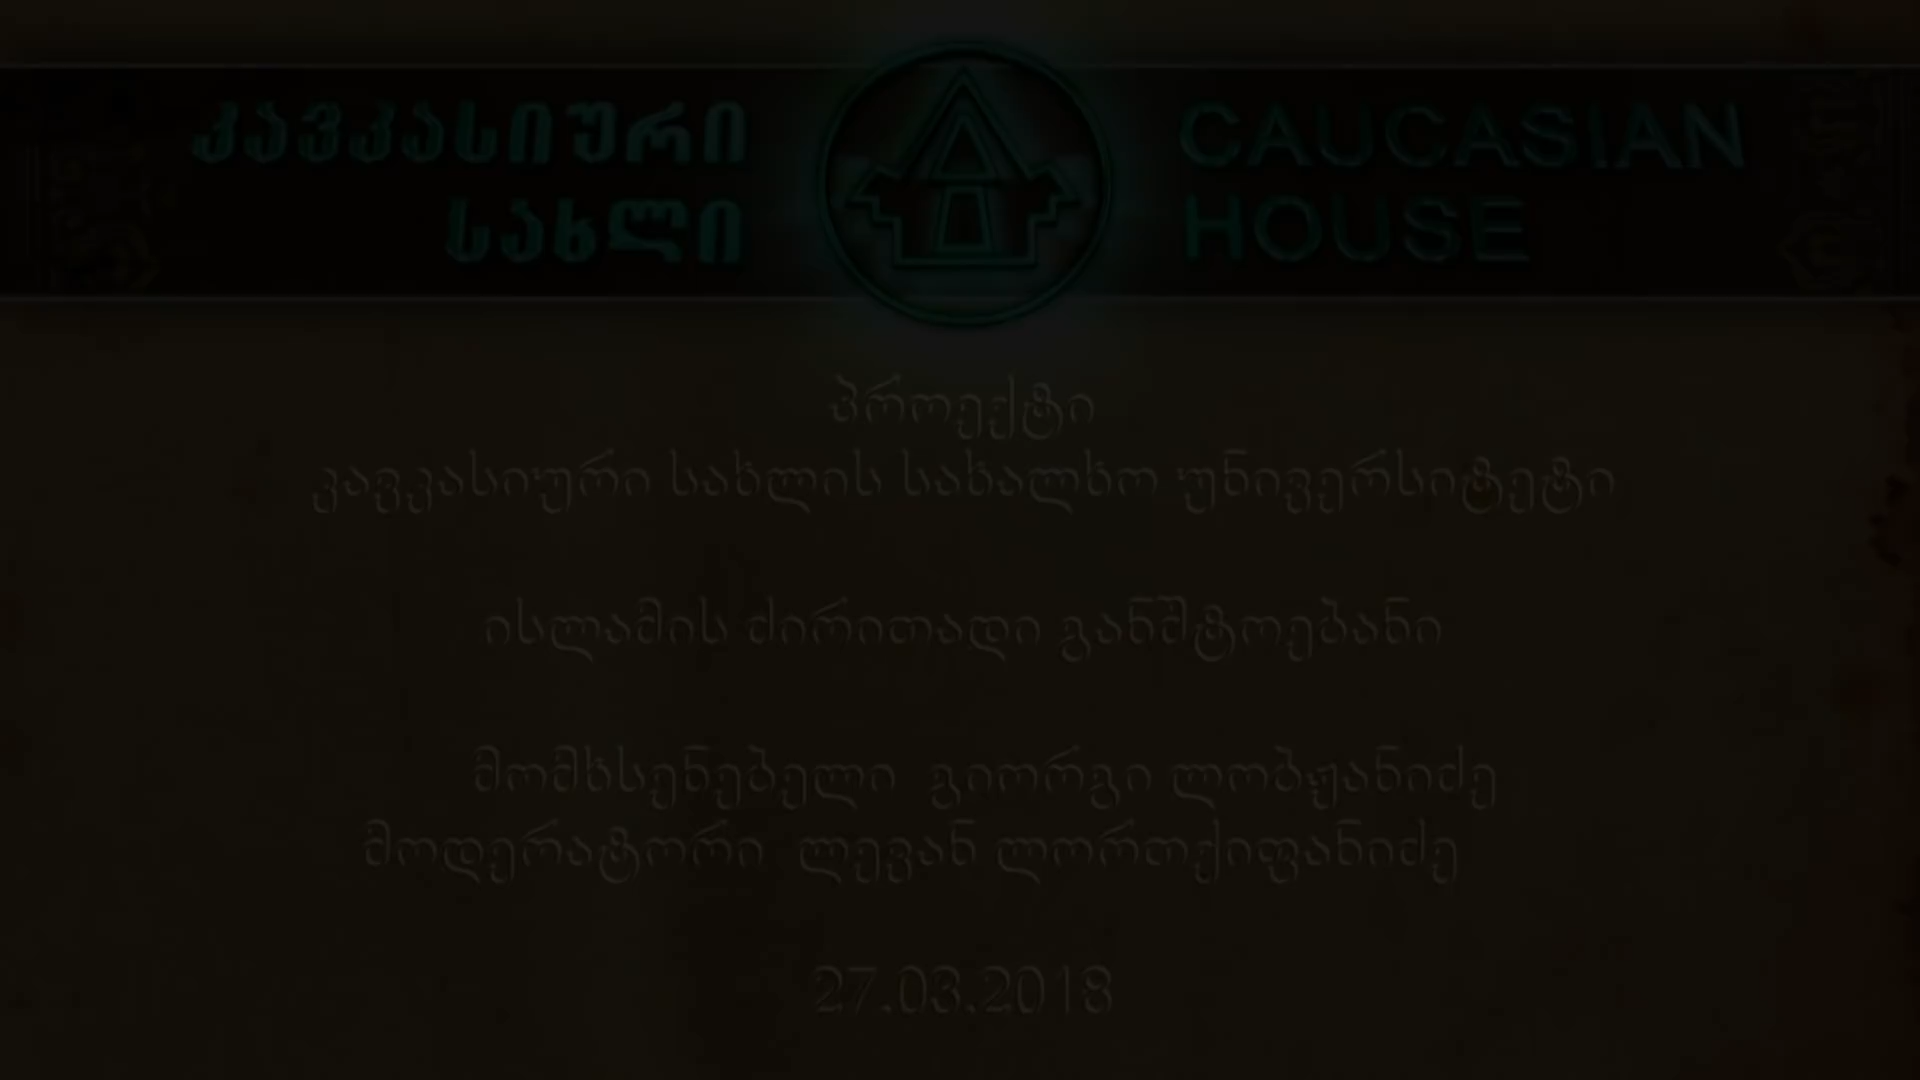 კავკასიური
სახლი
CAUCASIAN
HOUSE
პროექტი
კავკასიური სახლის სახალხო უნივერსიტეტი
ისლამის ძირითადი განშტოებანი
მომხსენებელი გიორგი ლობჟანიძე
მოდერატორი ლევან ლორთქიფანიძე
27.03.2018